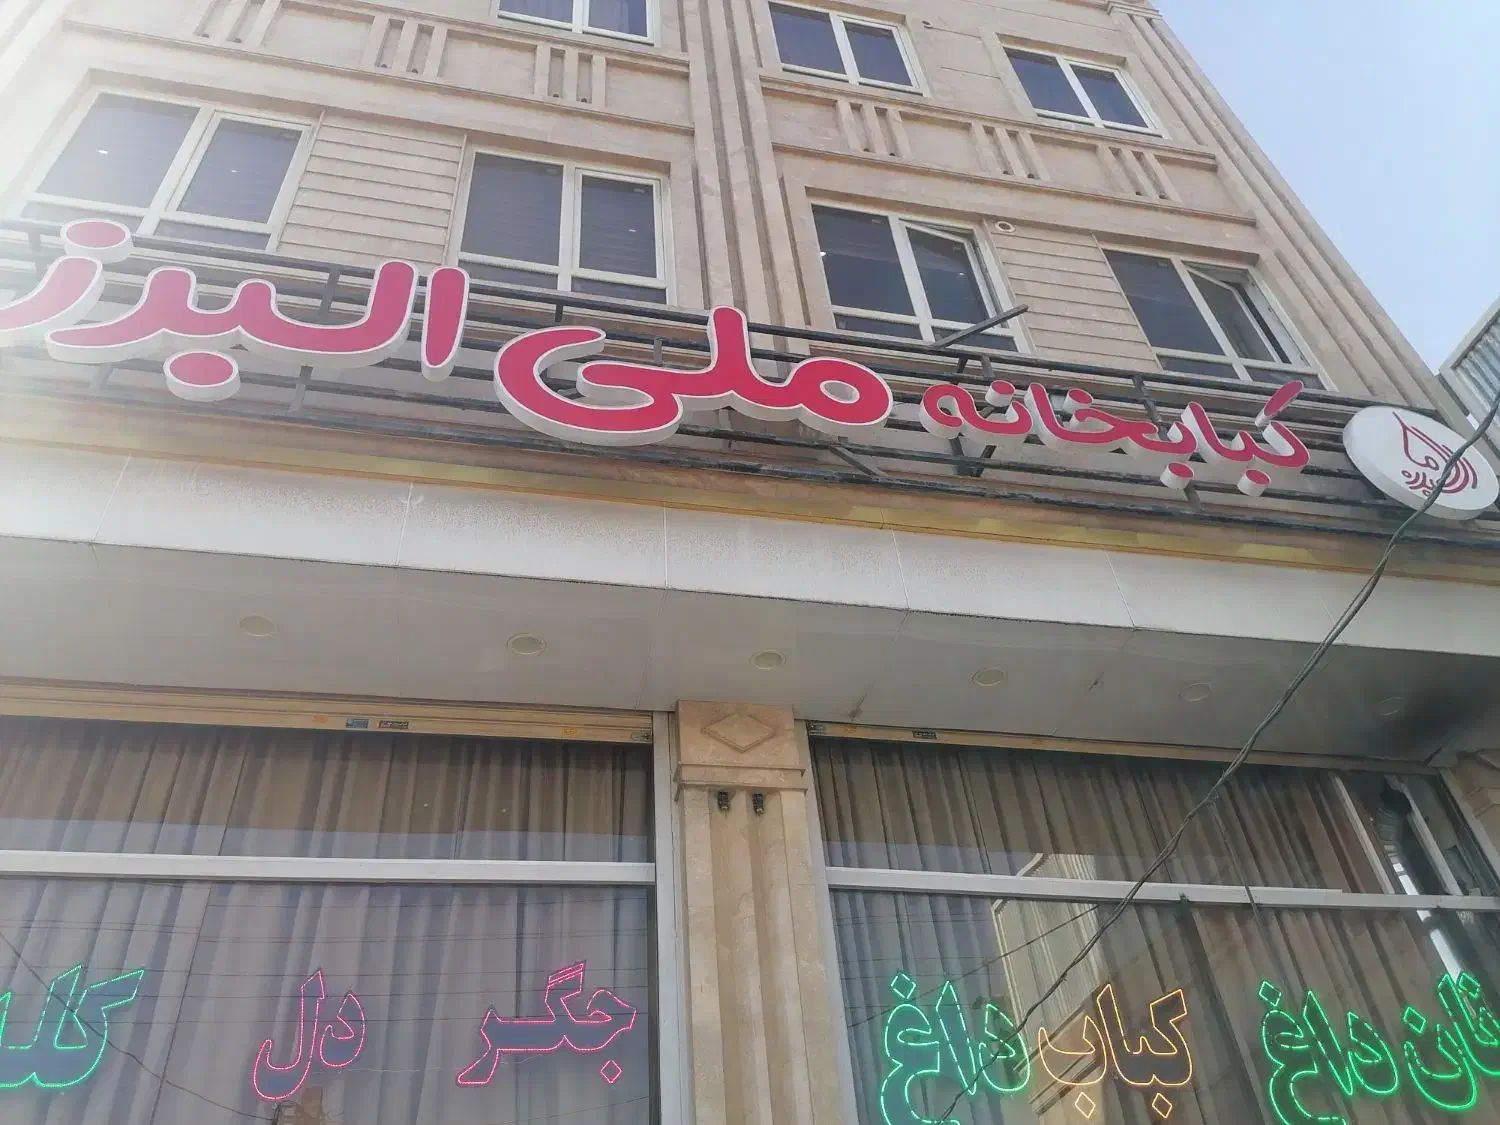 کبابخانه ملی البرز
نان داغ
کباب داغ
جگر
دل